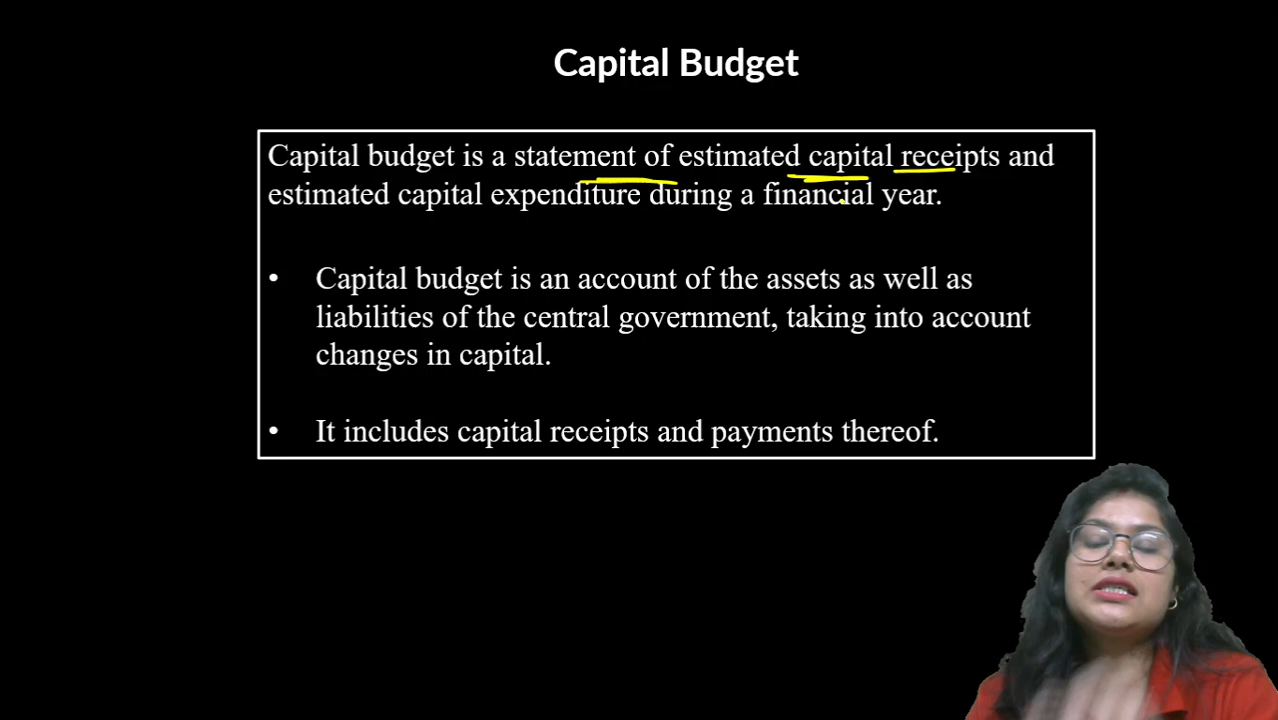 Capital Budget
Capital budget is a statement of estimated capital receipts and
estimated capital expenditure during a financial year.
• Capital budget is an account of the assets as well as
liabilities of the central government, taking into account
changes in capital.
• It includes capital receipts and payments thereof.